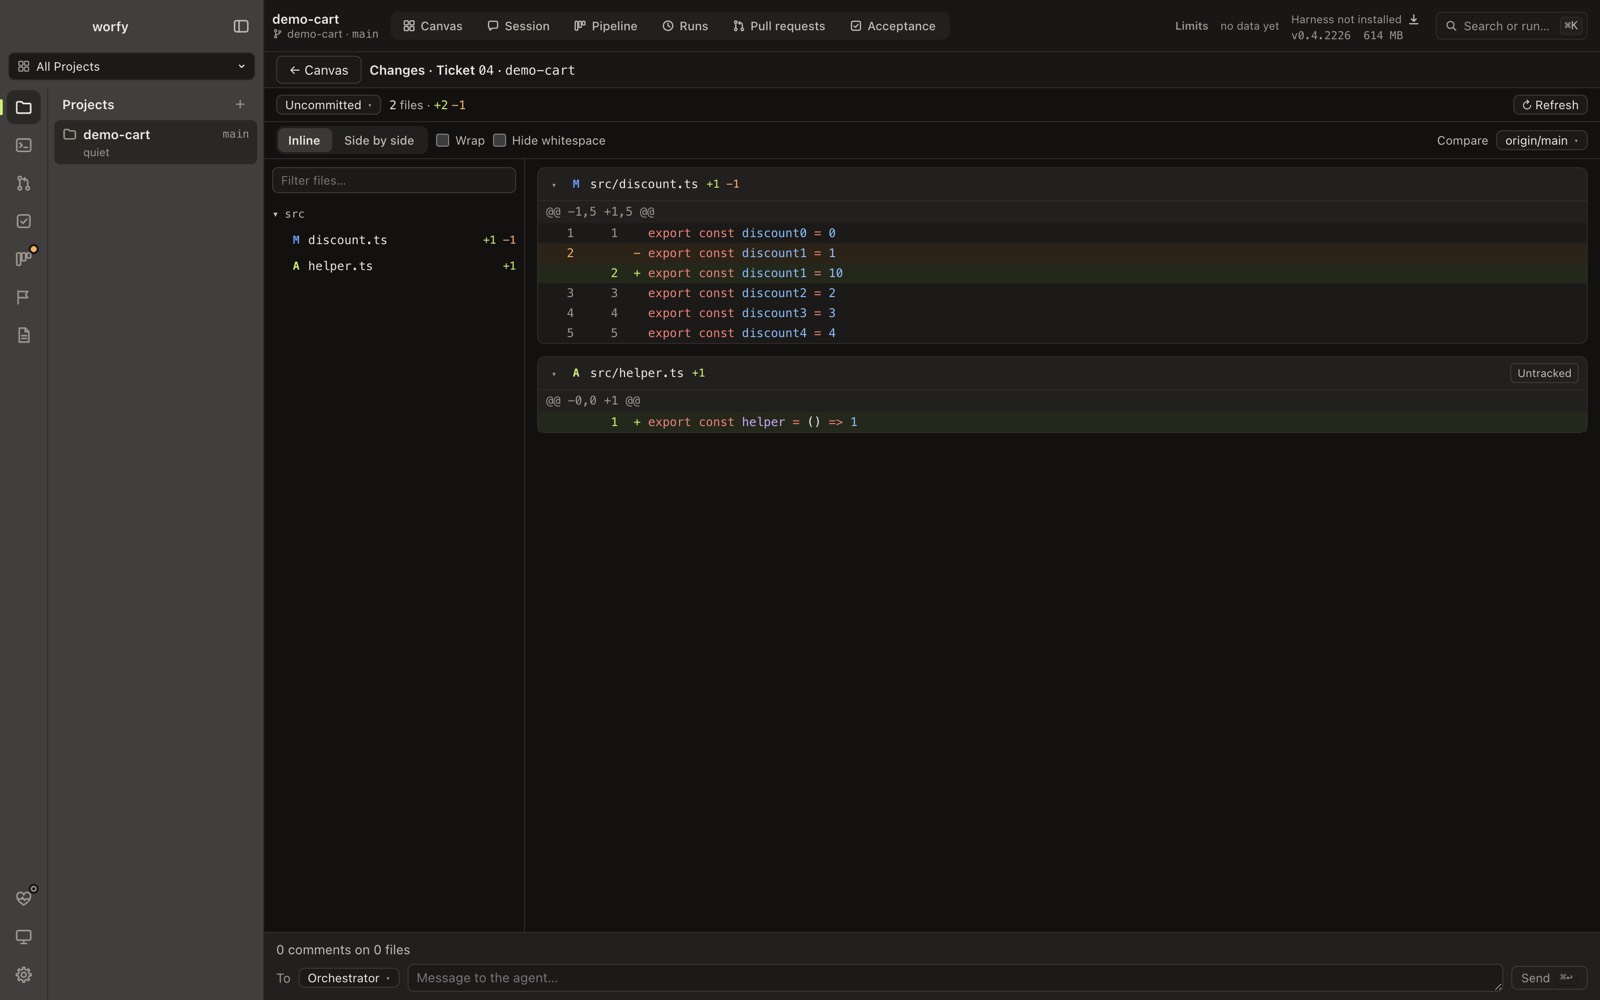 worfy
All Projects
Projects
demo-cart main
quiet
demo-cart
demo-cart · main
Canvas Session Pipeline Runs Pull requests Acceptance
Limits no data yet
Harness not installed
v0.4.2226 614 MB
Search or run... ⌘K
← Canvas Changes · Ticket 04 · demo-cart
Uncommitted 2 files · +2 −1 Refresh
Inline Side by side Wrap Hide whitespace Compare origin/main
Filter files...
src
M discount.ts +1 −1
A helper.ts +1
M src/discount.ts +1 −1
@@ −1,5 +1,5 @@
1 1 export const discount0 = 0
2 − export const discount1 = 1
2 + export const discount1 = 10
3 3 export const discount2 = 2
4 4 export const discount3 = 3
5 5 export const discount4 = 4
A src/helper.ts +1 Untracked
@@ −0,0 +1 @@
1 + export const helper = () => 1
0 comments on 0 files
To Orchestrator Message to the agent... Send ⌘↩